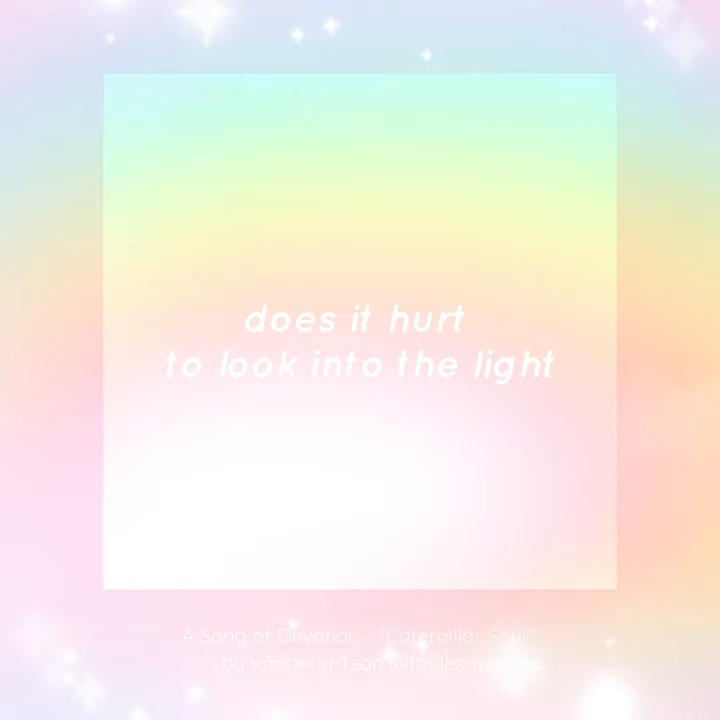 does it hurt
to look into the light
A Song of Devotion - "Caterpillar Soul"
by Kimberly Tsan